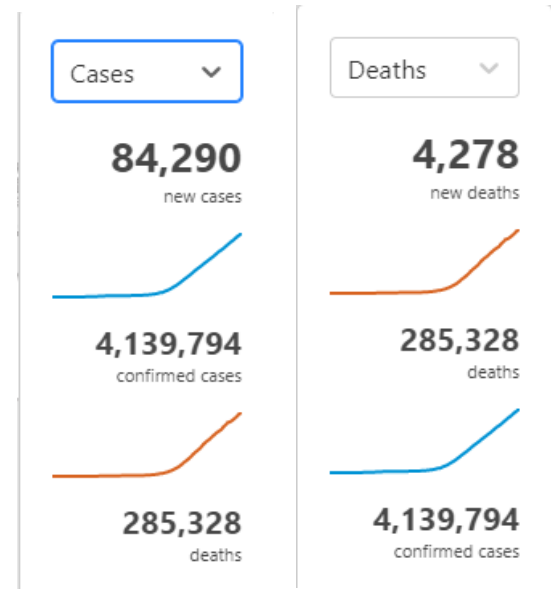 Cases
84,290
new cases
4,139,794
confirmed cases
285,328
deaths
Deaths
4,278
new deaths
285,328
deaths
4,139,794
confirmed cases